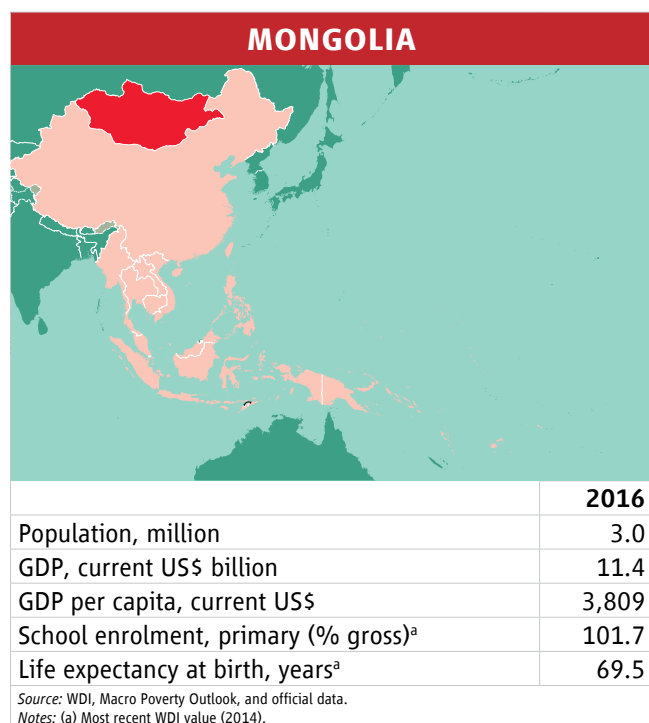 MONGOLIA
2016
Population, million 3.0
GDP, current US$ billion 11.4
GDP per capita, current US$ 3,809
School enrolment, primary (% gross)ᵃ 101.7
Life expectancy at birth, yearsᵃ 69.5
Source: WDI, Macro Poverty Outlook, and official data.
Notes: (a) Most recent WDI value (2014).